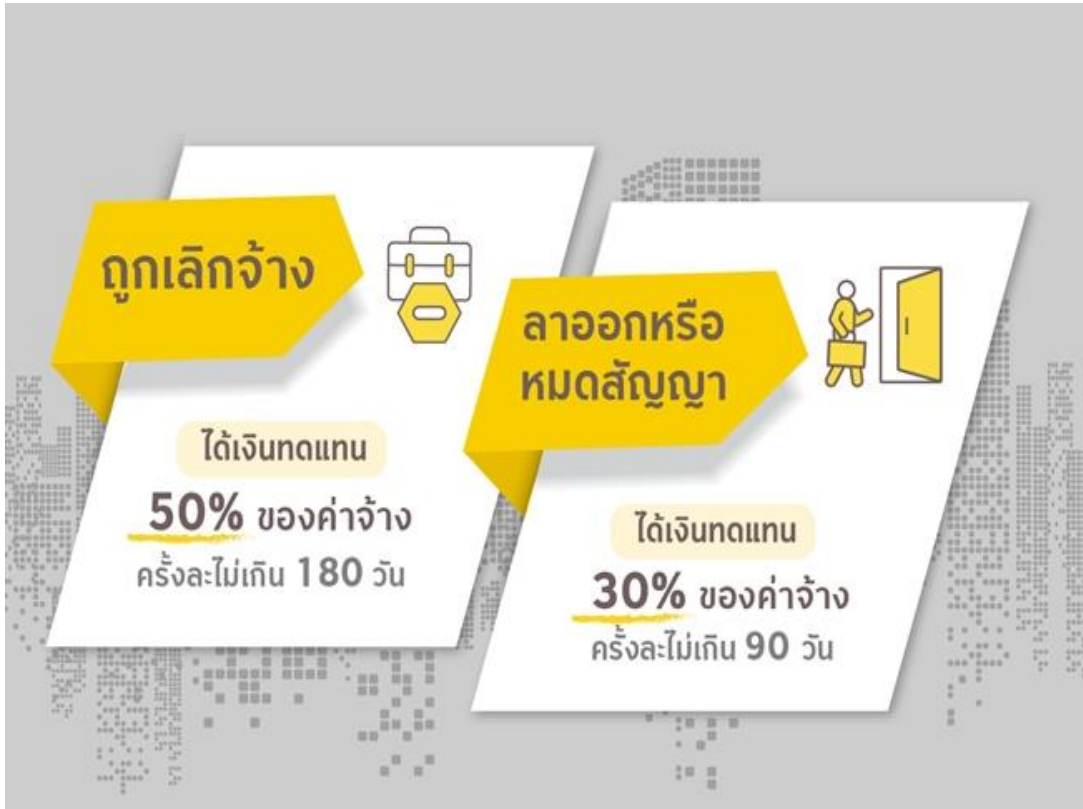 ถูกเลิกจ้าง
ได้เงินทดแทน
50% ของค่าจ้าง
ครั้งละไม่เกิน 180 วัน
ลาออกหรือ
หมดสัญญา
ได้เงินทดแทน
30% ของค่าจ้าง
ครั้งละไม่เกิน 90 วัน